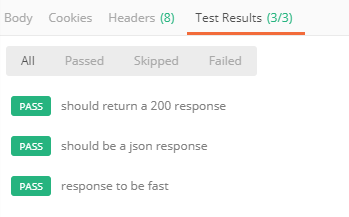 Body Cookies Headers (8) Test Results (3/3)
All Passed Skipped Failed
PASS should return a 200 response
PASS should be a json response
PASS response to be fast